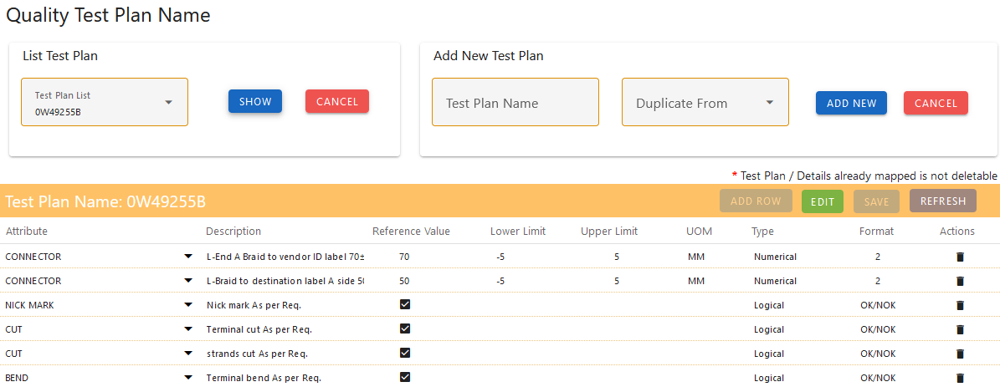 Quality Test Plan Name
List Test Plan
Test Plan List
0W49255B
SHOW
CANCEL
Add New Test Plan
Test Plan Name
Duplicate From
ADD NEW
CANCEL
* Test Plan / Details already mapped is not deletable
Test Plan Name: 0W49255B
ADD ROW
EDIT
SAVE
REFRESH
Attribute Description Reference Value Lower Limit Upper Limit UOM Type Format Actions
CONNECTOR L-End A Braid to vendor ID label 70± 70 -5 5 MM Numerical 2
CONNECTOR L-Braid to destination label A side 50 50 -5 5 MM Numerical 2
NICK MARK Nick mark As per Req. Logical OK/NOK
CUT Terminal cut As per Req. Logical OK/NOK
CUT strands cut As per Req. Logical OK/NOK
BEND Terminal bend As per Req. Logical OK/NOK